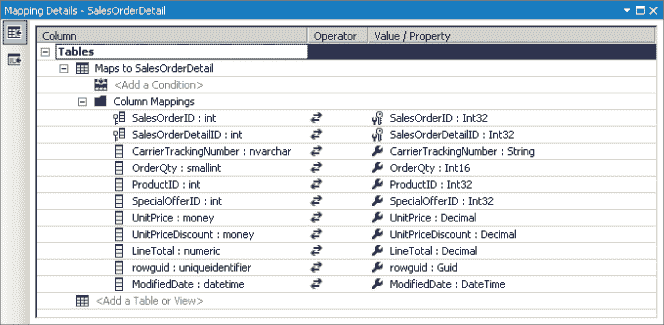 Mapping Details - SalesOrderDetail
Column Operator Value / Property
Tables
Maps to SalesOrderDetail
<Add a Condition>
Column Mappings
SalesOrderID : int SalesOrderID : Int32
SalesOrderDetailID : int SalesOrderDetailID : Int32
CarrierTrackingNumber : nvarchar CarrierTrackingNumber : String
OrderQty : smallint OrderQty : Int16
ProductID : int ProductID : Int32
SpecialOfferID : int SpecialOfferID : Int32
UnitPrice : money UnitPrice : Decimal
UnitPriceDiscount : money UnitPriceDiscount : Decimal
LineTotal : numeric LineTotal : Decimal
rowguid : uniqueidentifier rowguid : Guid
ModifiedDate : datetime ModifiedDate : DateTime
<Add a Table or View>